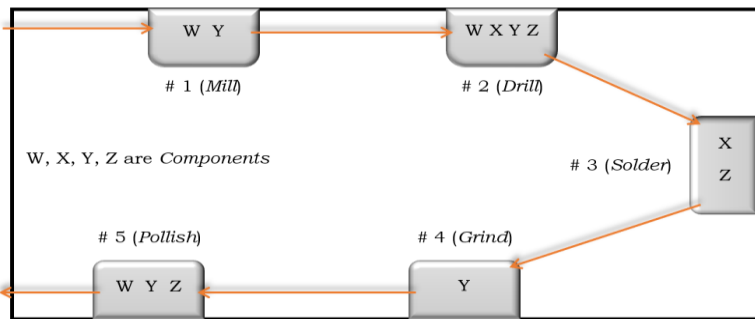 W Y
W X Y Z
# 1 (Mill)
# 2 (Drill)
X
Z
# 3 (Solder)
W, X, Y, Z are Components
# 5 (Pollish)
# 4 (Grind)
W Y Z
Y